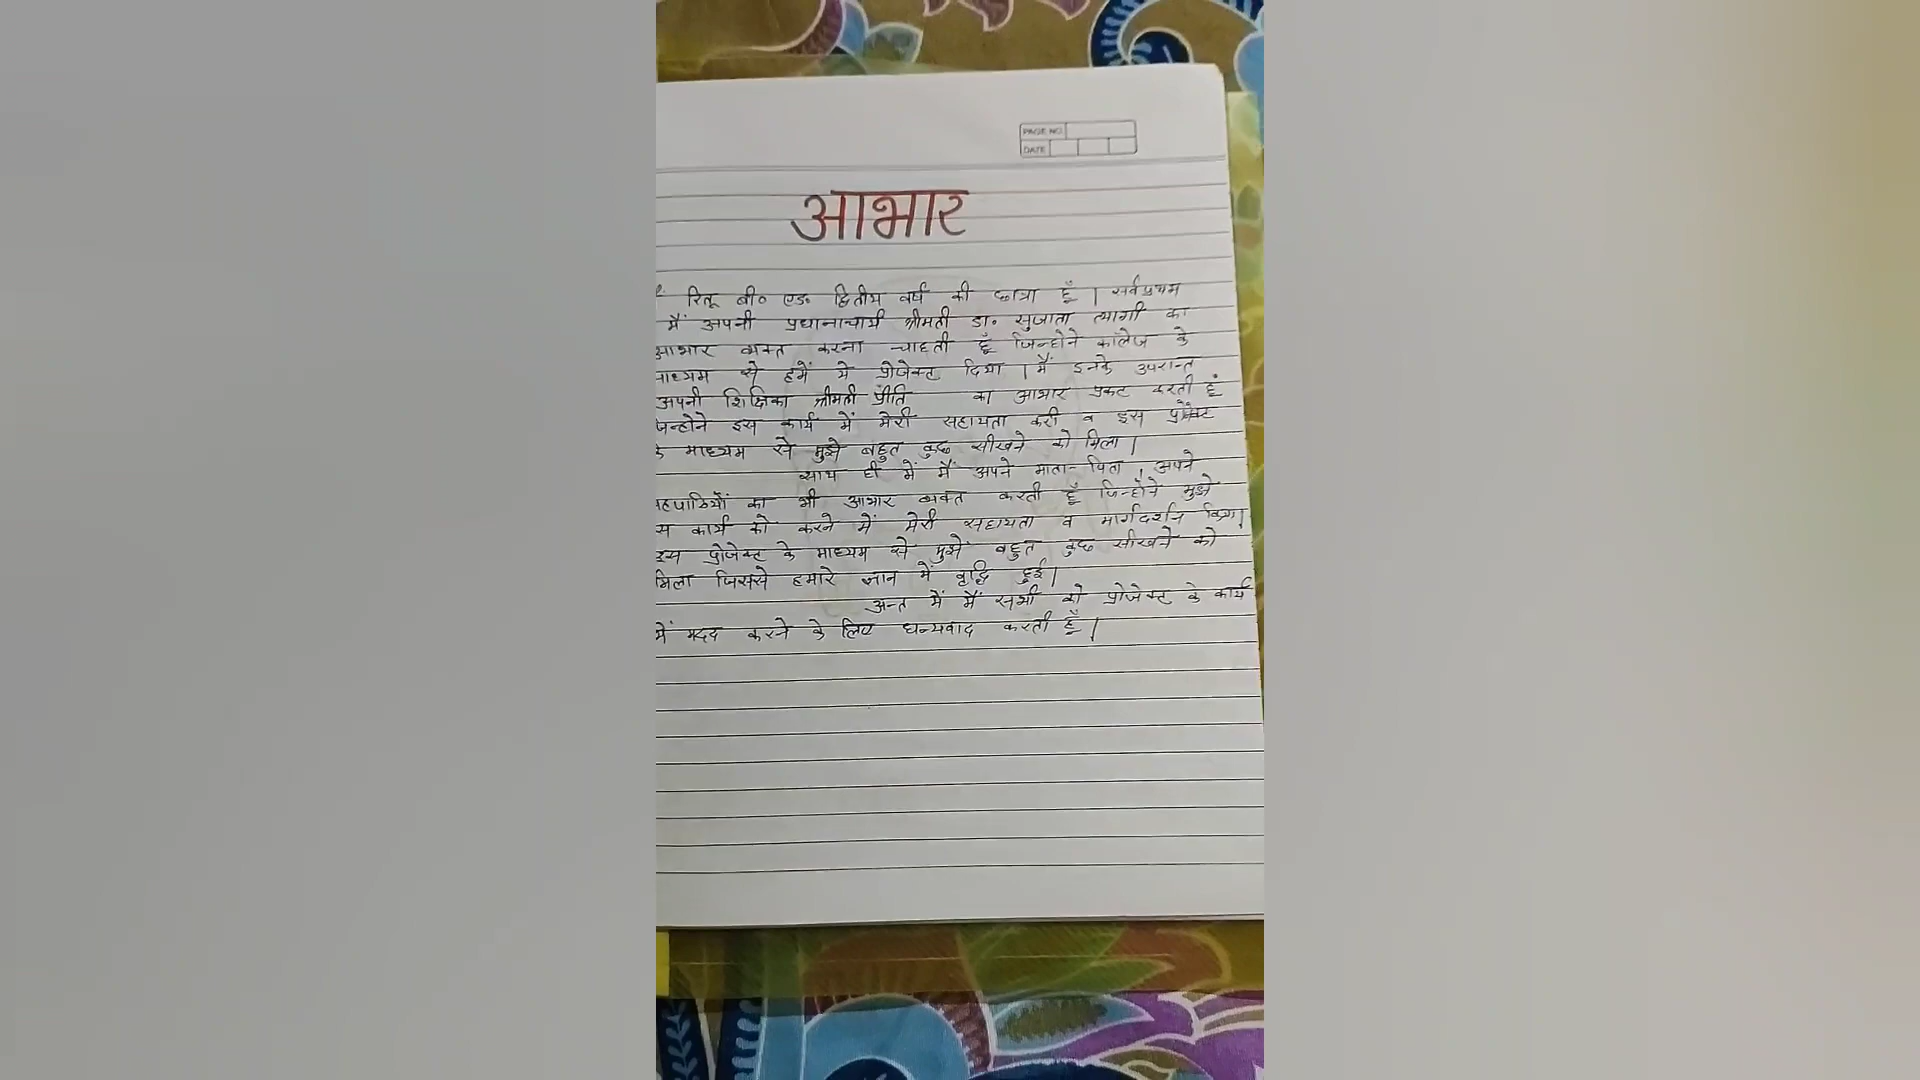 PAGE NO.
DATE
आभार
रितू बी० एड० द्वितीय वर्ष की छात्रा हूँ | सर्वप्रथम
मैं अपनी प्रधानाचार्य श्रीमती डा० सुजाता त्यागी का
आभार व्यक्त करना चाहती हूँ जिन्होने कॉलेज के
माध्यम से हमें ये प्रोजेक्ट दिया | मैं इनके उपरान्त
अपनी शिक्षिका श्रीमती प्रीति का आभार प्रकट करती हूं
जिन्होने इस कार्य में मेरी सहायता करी व इस
के माध्यम से मुझे बहुत कुछ सीखने को मिला |
साथ ही में मैं अपने माता-पिता, अपने
सहपाठियों का भी आभार व्यक्त करती हूँ जिन्होंने मुझे
इस कार्य को करने में मेरी सहायता व मार्गदर्शन किया|
इस प्रोजेक्ट के माध्यम से मुझे बहुत कुछ सीखने को
मिला जिससे हमारे ज्ञान में वृद्धि हुई|
अन्त में मैं सभी को प्रोजेक्ट के कार्य
में मदद करने के लिए धन्यवाद करती हूँ |